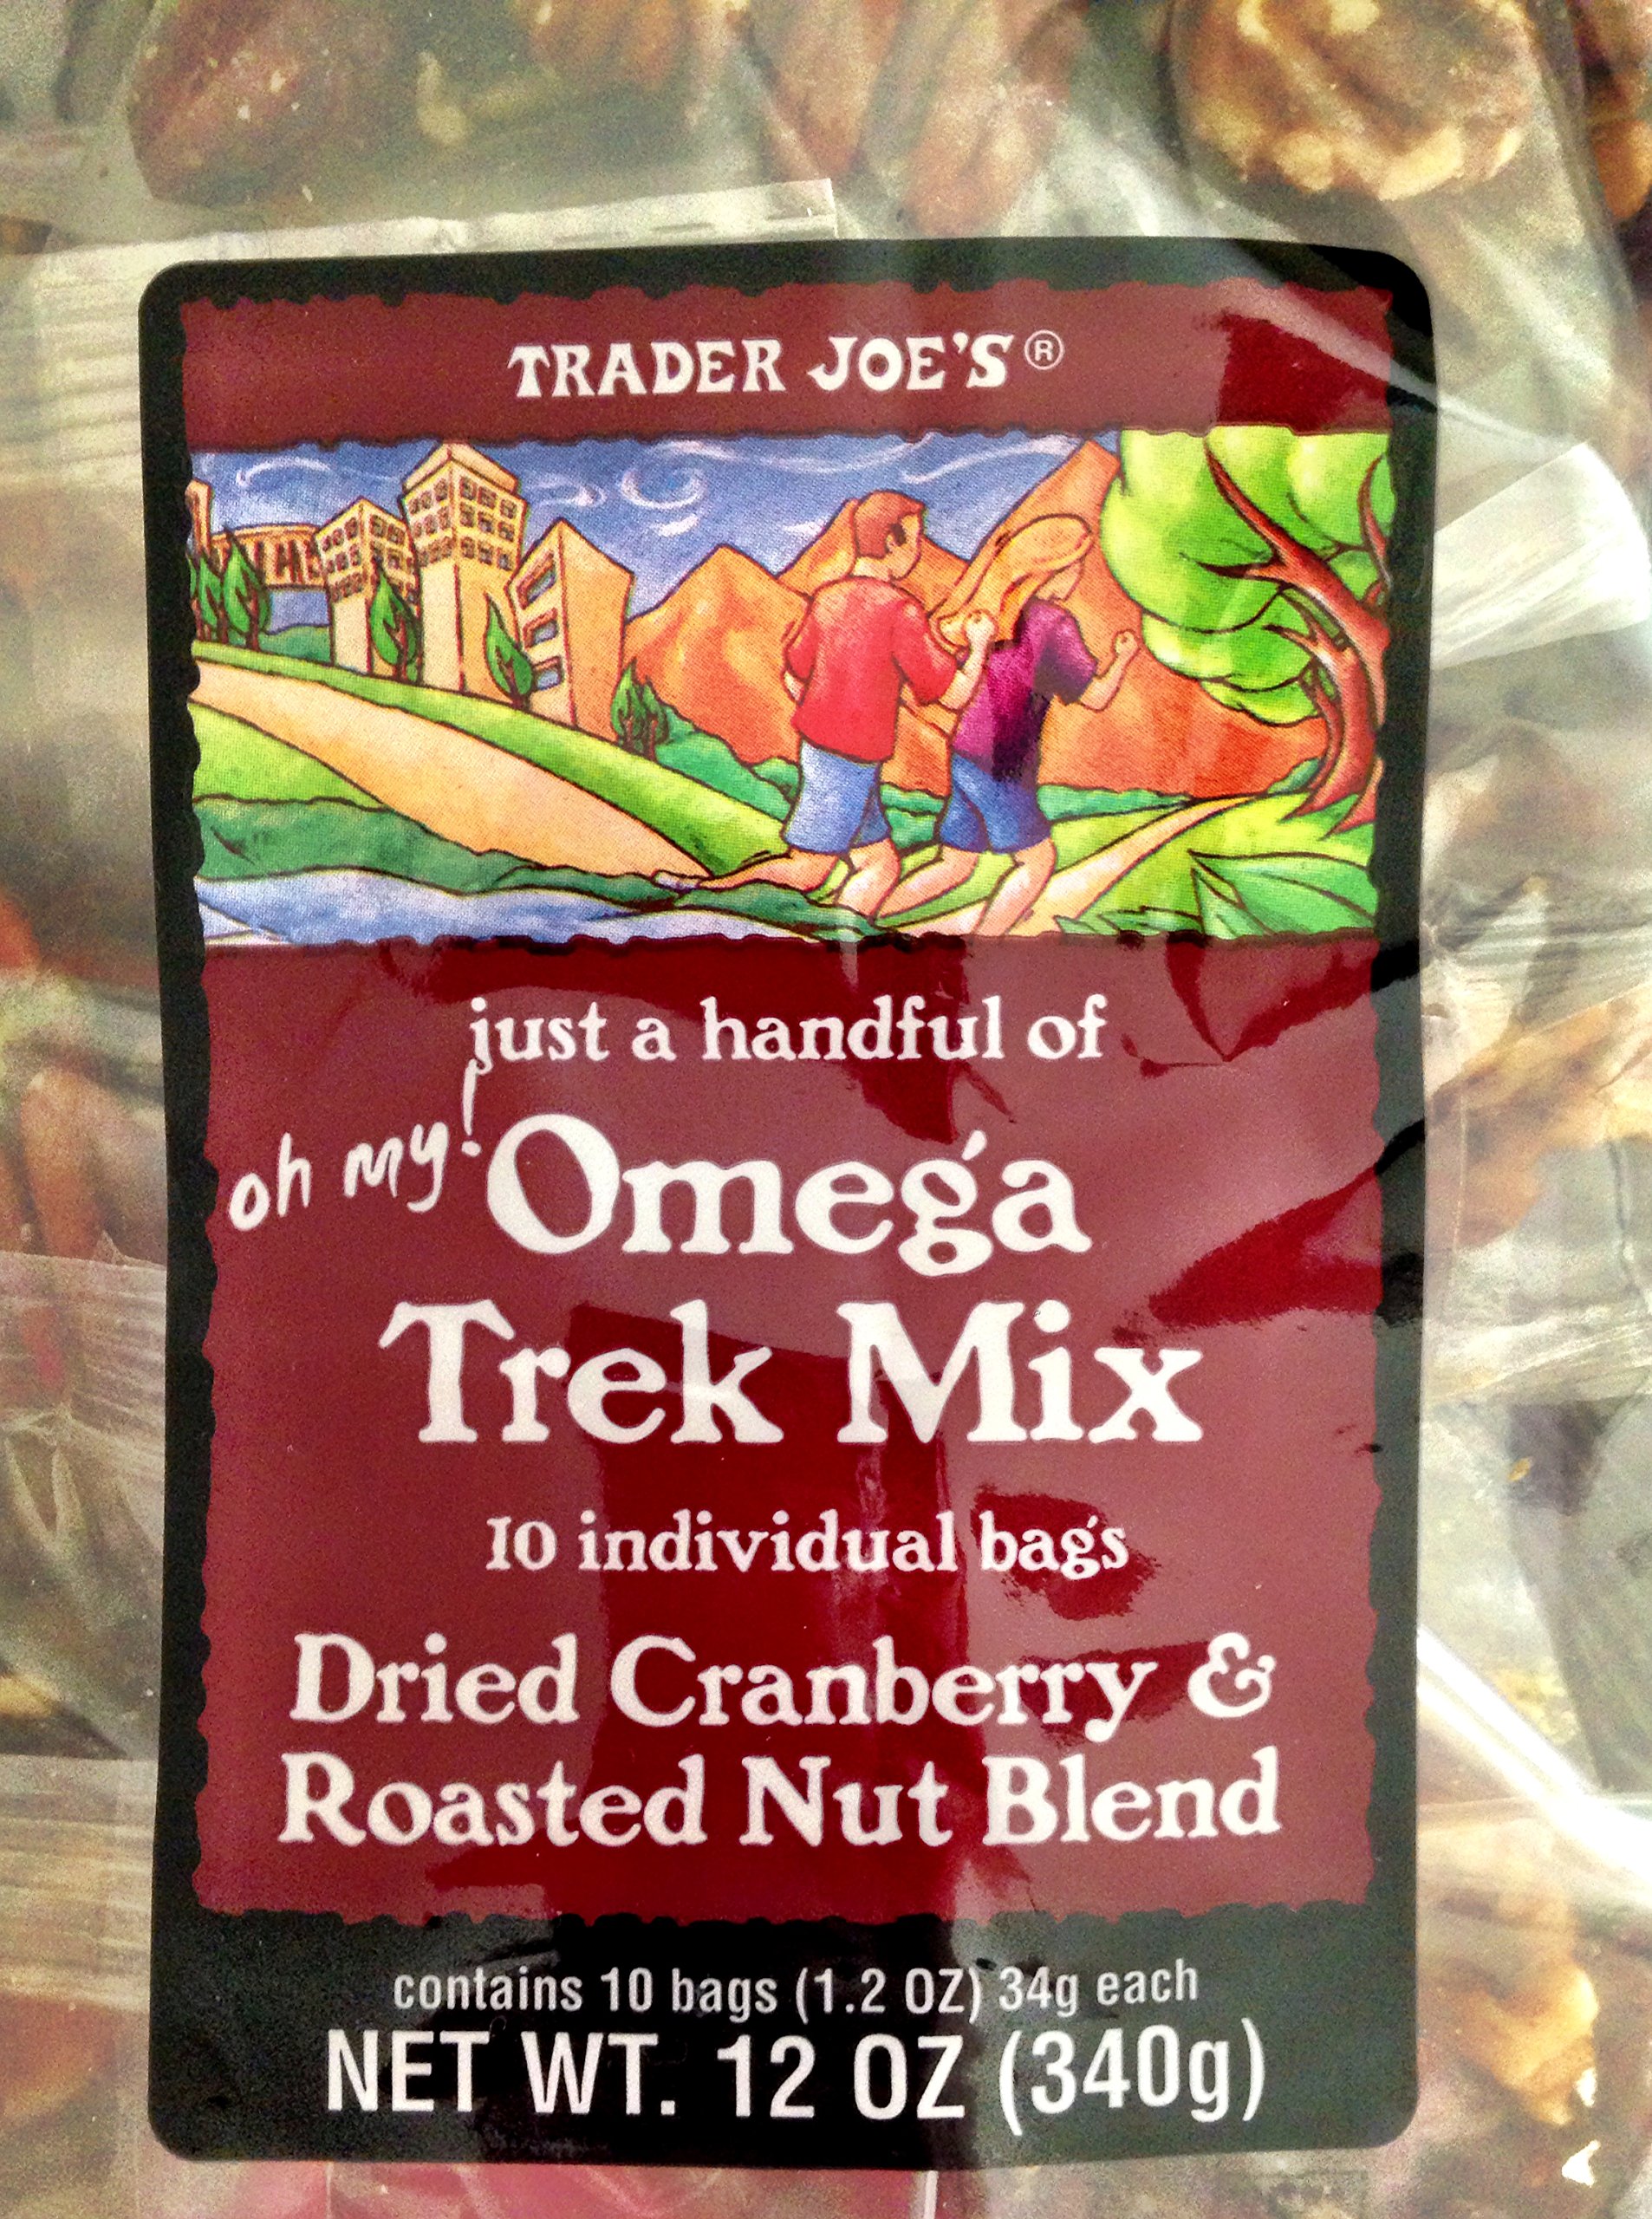 TRADER JOE'S®
just a handful of
oh my! Omega
Trek Mix
10 individual bags
Dried Cranberry &
Roasted Nut Blend
contains 10 bags (1.2 OZ) 34g each
NET WT. 12 OZ (340g)